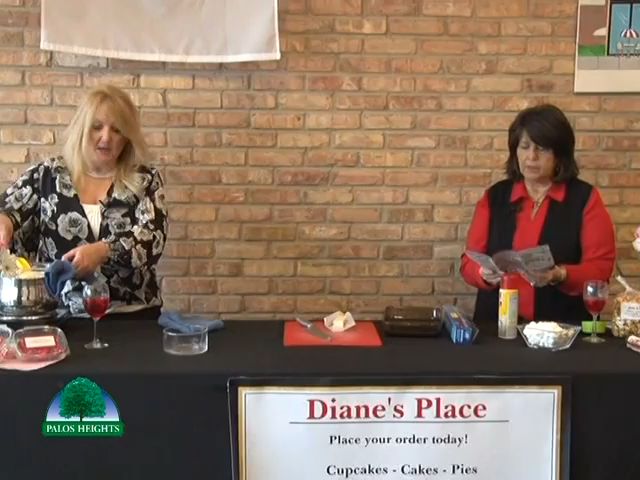 PALOS HEIGHTS
Diane's Place
Place your order today!
Cupcakes - Cakes - Pies